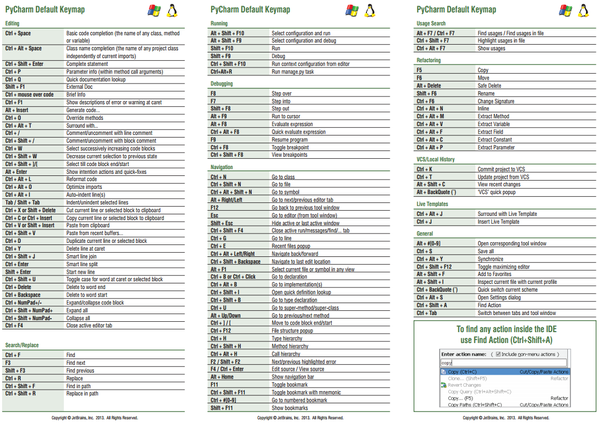 PyCharm Default Keymap
Editing
Ctrl + Space Basic code completion (the name of any class, method
or variable)
Ctrl + Alt + Space Class name completion (the name of any project class
independently of current imports)
Ctrl + Shift + Enter Complete statement
Ctrl + P Parameter info (within method call arguments)
Ctrl + Q Quick documentation lookup
Shift + F1 External Doc
Ctrl + mouse over code Brief Info
Ctrl + F1 Show descriptions of error or warning at caret
Alt + Insert Generate code...
Ctrl + O Override methods
Ctrl + Alt + T Surround with...
Ctrl + / Comment/uncomment with line comment
Ctrl + Shift + / Comment/uncomment with block comment
Ctrl + W Select successively increasing code blocks
Ctrl + Shift + W Decrease current selection to previous state
Ctrl + Shift + ]/[ Select till code block end/start
Alt + Enter Show intention actions and quick-fixes
Ctrl + Alt + L Reformat code
Ctrl + Alt + O Optimize imports
Ctrl + Alt + I Auto-indent line(s)
Tab / Shift + Tab Indent/unindent selected lines
Ctrl + X or Shift + Delete Cut current line or selected block to clipboard
Ctrl + C or Ctrl + Insert Copy current line or selected block to clipboard
Ctrl + V or Shift + Insert Paste from clipboard
Ctrl + Shift + V Paste from recent buffers...
Ctrl + D Duplicate current line or selected block
Ctrl + Y Delete line at caret
Ctrl + Shift + J Smart line join
Ctrl + Enter Smart line split
Shift + Enter Start new line
Ctrl + Shift + U Toggle case for word at caret or selected block
Ctrl + Delete Delete to word end
Ctrl + Backspace Delete to word start
Ctrl + NumPad+/- Expand/collapse code block
Ctrl + Shift + NumPad+ Expand all
Ctrl + Shift + NumPad- Collapse all
Ctrl + F4 Close active editor tab
Search/Replace
Ctrl + F Find
F3 Find next
Shift + F3 Find previous
Ctrl + R Replace
Ctrl + Shift + F Find in path
Ctrl + Shift + R Replace in path
Copyright © JetBrains, Inc. 2013. All Rights Reserved.
PyCharm Default Keymap
Running
Alt + Shift + F10 Select configuration and run
Alt + Shift + F9 Select configuration and debug
Shift + F10 Run
Shift + F9 Debug
Ctrl + Shift + F10 Run context configuration from editor
Ctrl+Alt+R Run manage.py task
Debugging
F8 Step over
F7 Step into
Shift + F8 Step out
Alt + F9 Run to cursor
Alt + F8 Evaluate expression
Ctrl + Alt + F8 Quick evaluate expression
F9 Resume program
Ctrl + F8 Toggle breakpoint
Ctrl + Shift + F8 View breakpoints
Navigation
Ctrl + N Go to class
Ctrl + Shift + N Go to file
Ctrl + Alt + Shift + N Go to symbol
Alt + Right/Left Go to next/previous editor tab
F12 Go back to previous tool window
Esc Go to editor (from tool window)
Shift + Esc Hide active or last active window
Ctrl + Shift + F4 Close active run/messages/find/... tab
Ctrl + G Go to line
Ctrl + E Recent files popup
Ctrl + Alt + Left/Right Navigate back/forward
Ctrl + Shift + Backspace Navigate to last edit location
Alt + F1 Select current file or symbol in any view
Ctrl + B or Ctrl + Click Go to declaration
Ctrl + Alt + B Go to implementation(s)
Ctrl + Shift + I Open quick definition lookup
Ctrl + Shift + B Go to type declaration
Ctrl + U Go to super-method/super-class
Alt + Up/Down Go to previous/next method
Ctrl + ] / [ Move to code block end/start
Ctrl + F12 File structure popup
Ctrl + H Type hierarchy
Ctrl + Shift + H Method hierarchy
Ctrl + Alt + H Call hierarchy
F2 / Shift + F2 Next/previous highlighted error
F4 / Ctrl + Enter Edit source / View source
Alt + Home Show navigation bar
F11 Toggle bookmark
Ctrl + Shift + F11 Toggle bookmark with mnemonic
Ctrl + #[0-9] Go to numbered bookmark
Shift + F11 Show bookmarks
Copyright © JetBrains, Inc. 2013. All Rights Reserved.
PyCharm Default Keymap
Usage Search
Alt + F7 / Ctrl + F7 Find usages / Find usages in file
Ctrl + Shift + F7 Highlight usages in file
Ctrl + Alt + F7 Show usages
Refactoring
F5 Copy
F6 Move
Alt + Delete Safe Delete
Shift + F6 Rename
Ctrl + F6 Change Signature
Ctrl + Alt + N Inline
Ctrl + Alt + M Extract Method
Ctrl + Alt + V Extract Variable
Ctrl + Alt + F Extract Field
Ctrl + Alt + C Extract Constant
Ctrl + Alt + P Extract Parameter
VCS/Local History
Ctrl + K Commit project to VCS
Ctrl + T Update project from VCS
Alt + Shift + C View recent changes
Alt + BackQuote (`) 'VCS' quick popup
Live Templates
Ctrl + Alt + J Surround with Live Template
Ctrl + J Insert Live Template
General
Alt + #[0-9] Open corresponding tool window
Ctrl + S Save all
Ctrl + Alt + Y Synchronize
Ctrl + Shift + F12 Toggle maximizing editor
Alt + Shift + F Add to Favorites
Alt + Shift + I Inspect current file with current profile
Ctrl + BackQuote (`) Quick switch current scheme
Ctrl + Alt + S Open Settings dialog
Ctrl + Shift + A Find Action
Ctrl + Tab Switch between tabs and tool window
To find any action inside the IDE
use Find Action (Ctrl+Shift+A)
Enter action name: Include non-menu actions
copy
Copy (Ctrl+C) Cut/Copy/Paste Actions
Clone... (Shift+F5) Refactor
Revert Changes
Copy Query (Ctrl+Alt+Shift+C)
Copy... (F5) Refactor
Copy Paths (Ctrl+Shift+C) Cut/Copy/Paste Actions
Copyright © JetBrains, Inc. 2013. All Rights Reserved.